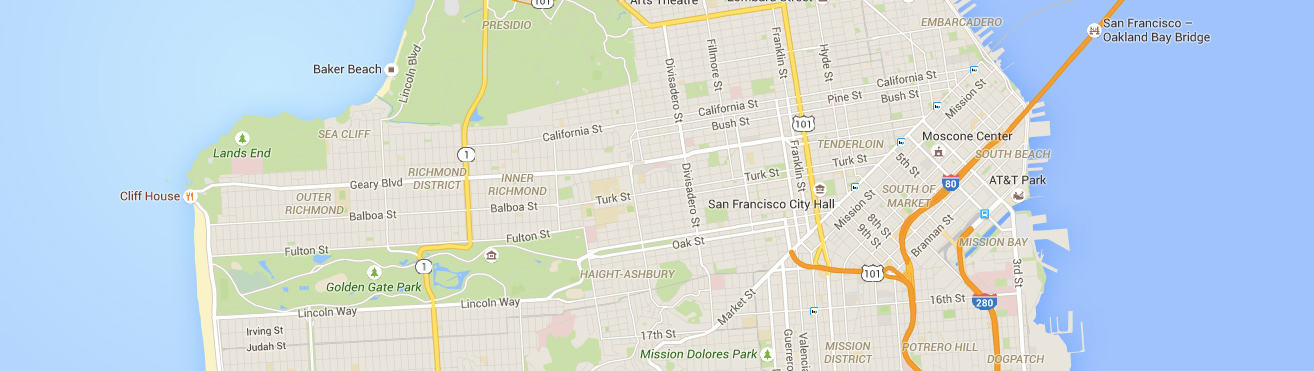 Arts Theatre
Lombard Street
101
PRESIDIO
EMBARCADERO
San Francisco –
Oakland Bay Bridge
Baker Beach
Lincoln Blvd
Divisadero St
Fillmore St
Franklin St
Hyde St
California St
Pine St
Bush St
Mission St
California St
Bush St
101
California St
SEA CLIFF
Lands End
1
Moscone Center
TENDERLOIN
SOUTH BEACH
Geary Blvd
RICHMOND
DISTRICT
INNER
RICHMOND
Divisadero St
Turk St
Turk St
Franklin St
5th St
80
AT&T Park
Cliff House
OUTER
RICHMOND
Turk St
San Francisco City Hall
SOUTH OF
MARKET
Balboa St
Balboa St
Mission St
8th St
9th St
Brannan St
Fulton St
Fulton St
Oak St
MISSION BAY
1
HAIGHT-ASHBURY
101
3rd St
Golden Gate Park
Lincoln Way
Lincoln Way
Market St
16th St
280
Irving St
Judah St
17th St
Mission Dolores Park
Guerrero
Valencia
MISSION
DISTRICT
POTRERO HILL
DOGPATCH